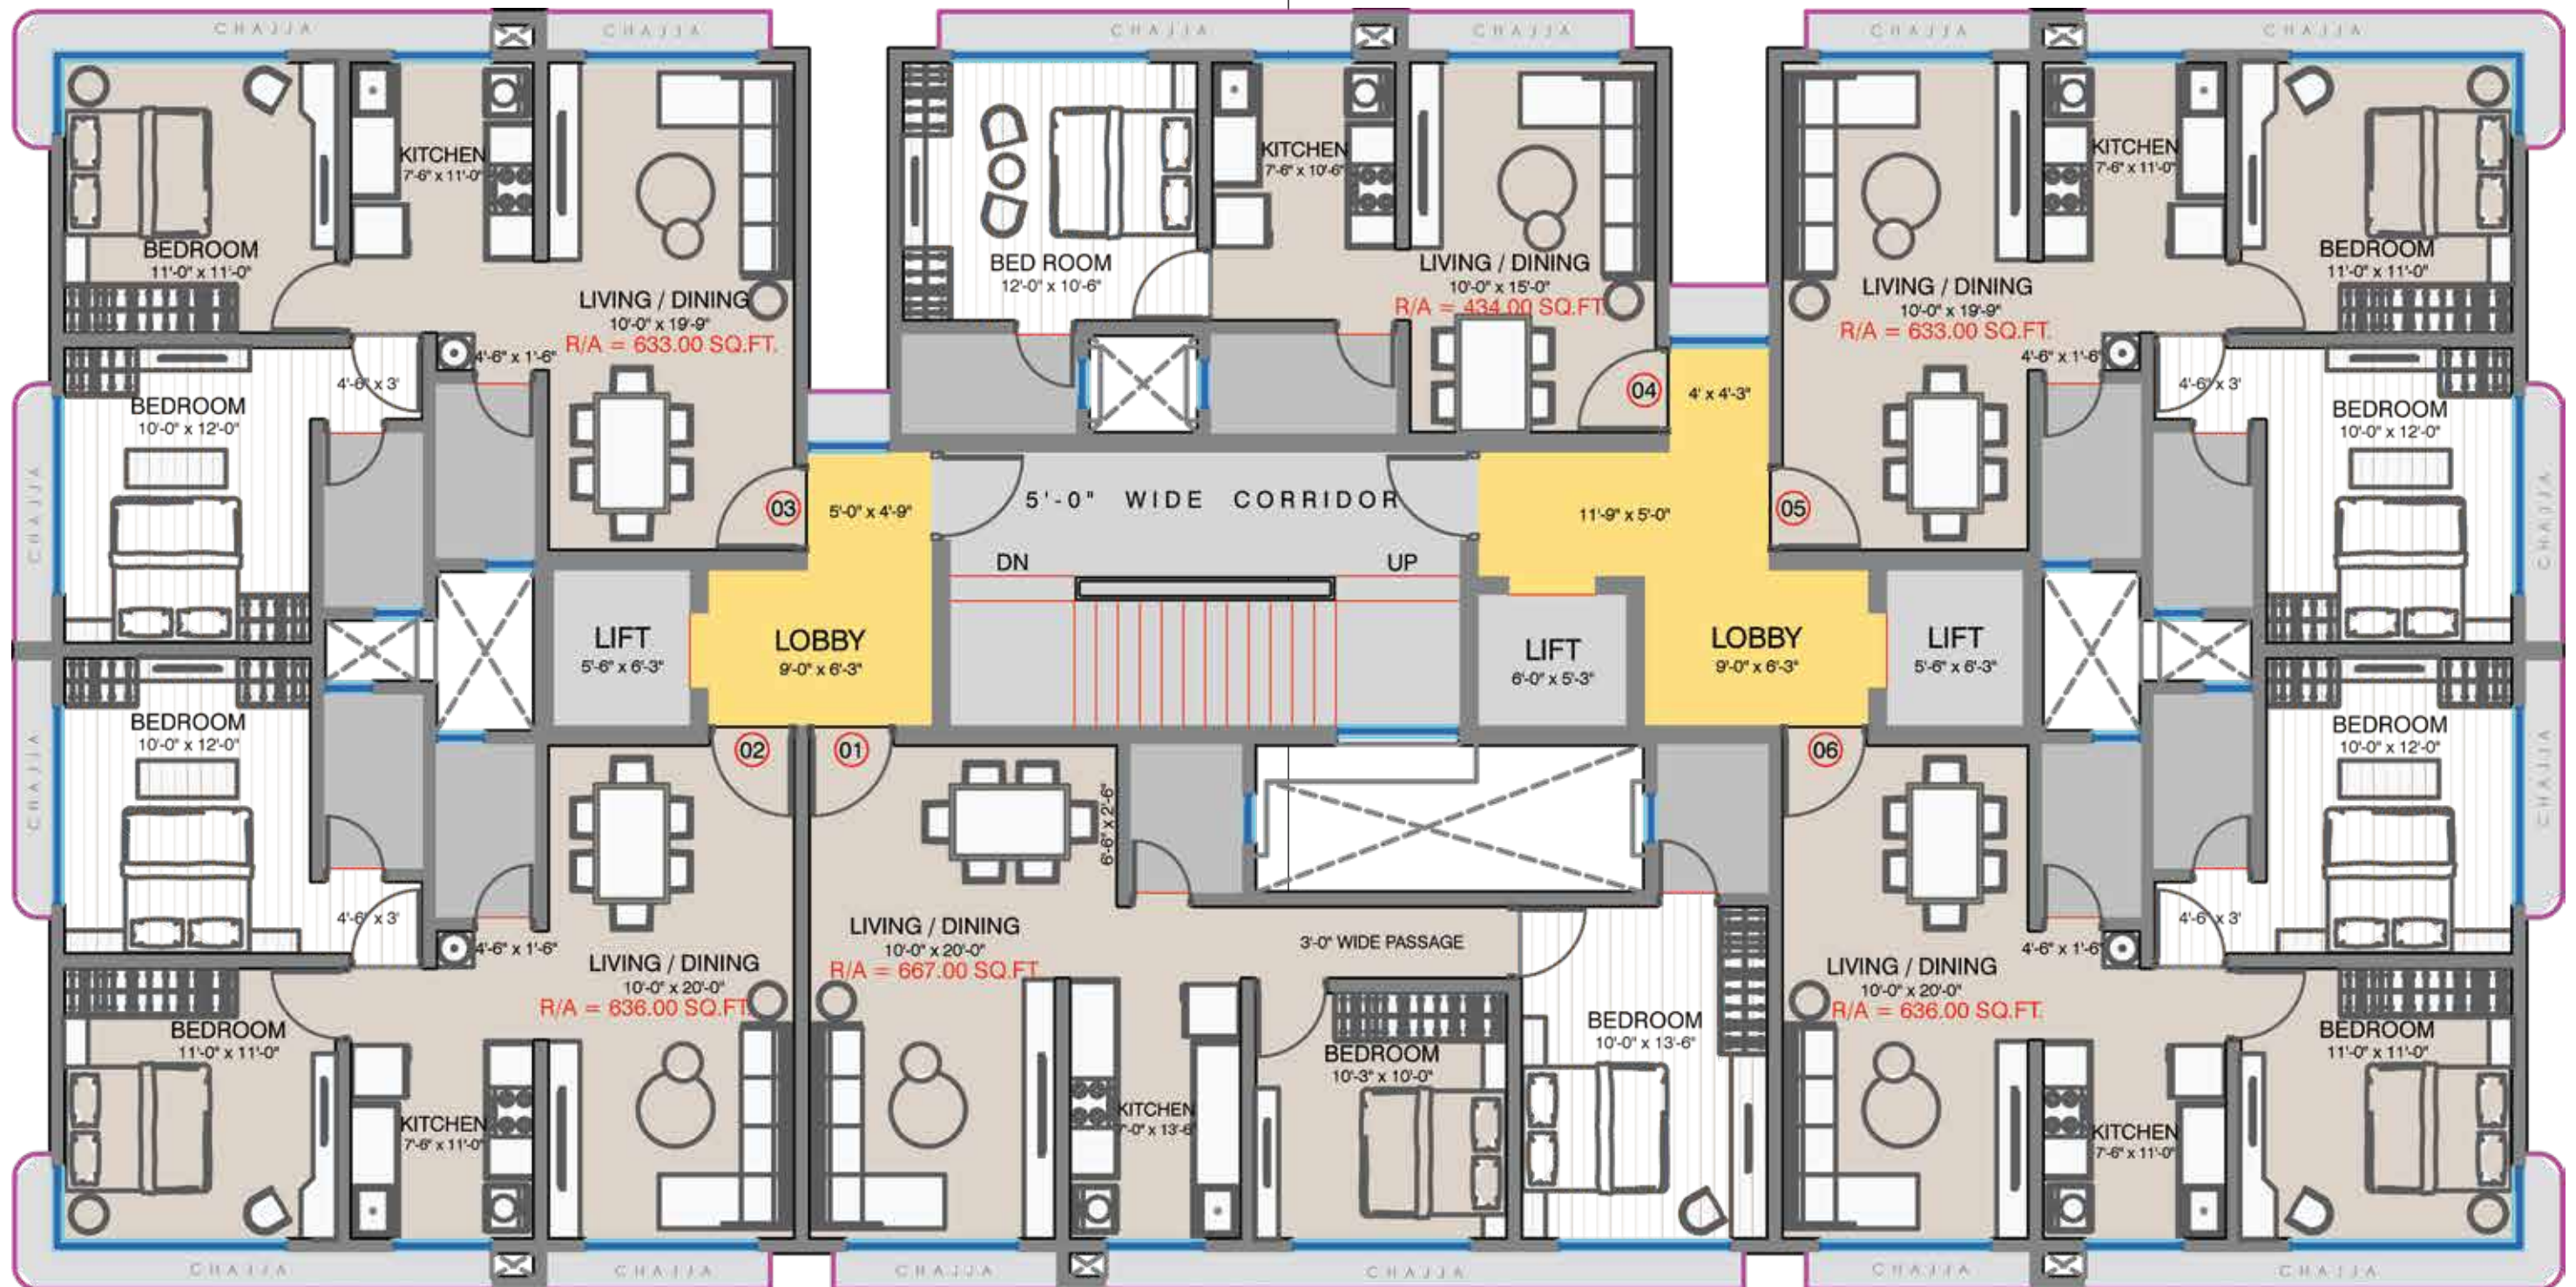 CHAJJA
CHAJJA
CHAJJA
CHAJJA
CHAJJA
CHAJJA
KITCHEN
7'-6" x 11'-0"
BEDROOM
11'-0" x 11'-0"
LIVING / DINING
10'-0" x 19'-9"
R/A = 633.00 SQ.FT.
4'-6" x 1'-6"
4'-6" x 3'
BEDROOM
10'-0" x 12'-0"
CHAJJA
03
KITCHEN
7'-6" x 10'-6"
BED ROOM
12'-0" x 10'-6"
LIVING / DINING
10'-0" x 15'-0"
R/A = 434.00 SQ.FT.
04
4' x 4'-3"
KITCHEN
7'-6" x 11'-0"
BEDROOM
11'-0" x 11'-0"
LIVING / DINING
10'-0" x 19'-9"
R/A = 633.00 SQ.FT.
4'-6" x 1'-6"
4'-6" x 3'
BEDROOM
10'-0" x 12'-0"
CHAJJA
05
5'-0" x 4'-9"
5'-0" WIDE CORRIDOR
11'-9" x 5'-0"
DN
UP
LIFT
5'-6" x 6'-3"
LOBBY
9'-0" x 6'-3"
LIFT
6'-0" x 5'-3"
LOBBY
9'-0" x 6'-3"
LIFT
5'-6" x 6'-3"
02
01
06
BEDROOM
10'-0" x 12'-0"
CHAJJA
4'-6" x 3'
4'-6" x 1'-6"
LIVING / DINING
10'-0" x 20'-0"
R/A = 636.00 SQ.FT.
BEDROOM
11'-0" x 11'-0"
KITCHEN
7'-6" x 11'-0"
6'-6" x 2'-6"
LIVING / DINING
10'-0" x 20'-0"
R/A = 667.00 SQ.FT.
3'-0" WIDE PASSAGE
BEDROOM
10'-0" x 13'-6"
BEDROOM
10'-3" x 10'-0"
KITCHEN
7'-0" x 13'-6"
BEDROOM
10'-0" x 12'-0"
CHAJJA
4'-6" x 3'
4'-6" x 1'-6"
LIVING / DINING
10'-0" x 20'-0"
R/A = 636.00 SQ.FT.
BEDROOM
11'-0" x 11'-0"
KITCHEN
7'-6" x 11'-0"
CHAJJA
CHAJJA
CHAJJA
CHAJJA
CHAJJA
CHAJJA